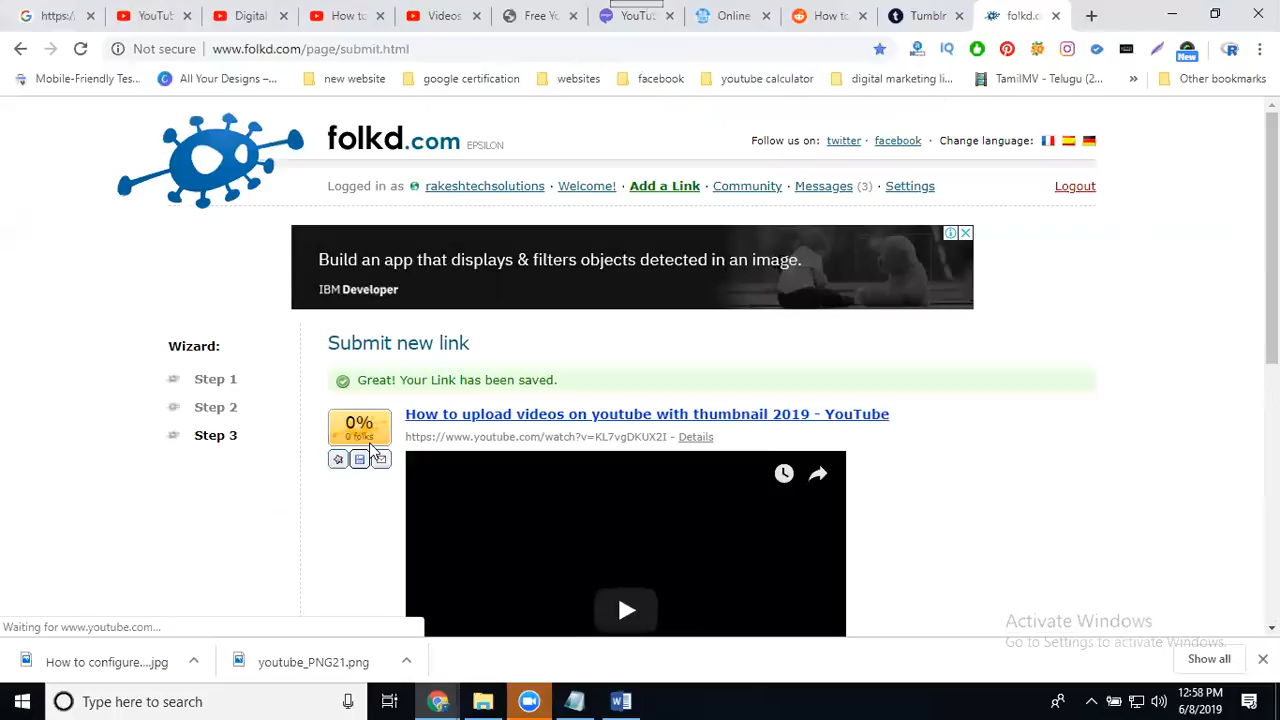 https:/
YouTu
Digital
How to
Videos
Free Yo
YouTu
Online
How to
Tumblr
folkd.c
Not secure
www.folkd.com/page/submit.html
New
Mobile-Friendly Tes...
All Your Designs –...
new website
google certification
websites
facebook
youtube calculator
digital marketing li...
TamilMV - Telugu (2...
Other bookmarks
folkd.com EPSILON
Follow us on: twitter · facebook · Change language:
Logged in as rakeshtechsolutions · Welcome! · Add a Link · Community · Messages (3) · Settings
Logout
Build an app that displays & filters objects detected in an image.
IBM Developer
Wizard:
Step 1
Step 2
Step 3
Submit new link
Great! Your Link has been saved.
0%
0 folks
How to upload videos on youtube with thumbnail 2019 - YouTube
https://www.youtube.com/watch?v=KL7vgDKUX2I - Details
Waiting for www.youtube.com...
Activate Windows
Go to Settings to activate Windows.
How to configure....jpg
youtube_PNG21.png
Show all
Type here to search
12:58 PM
6/8/2019